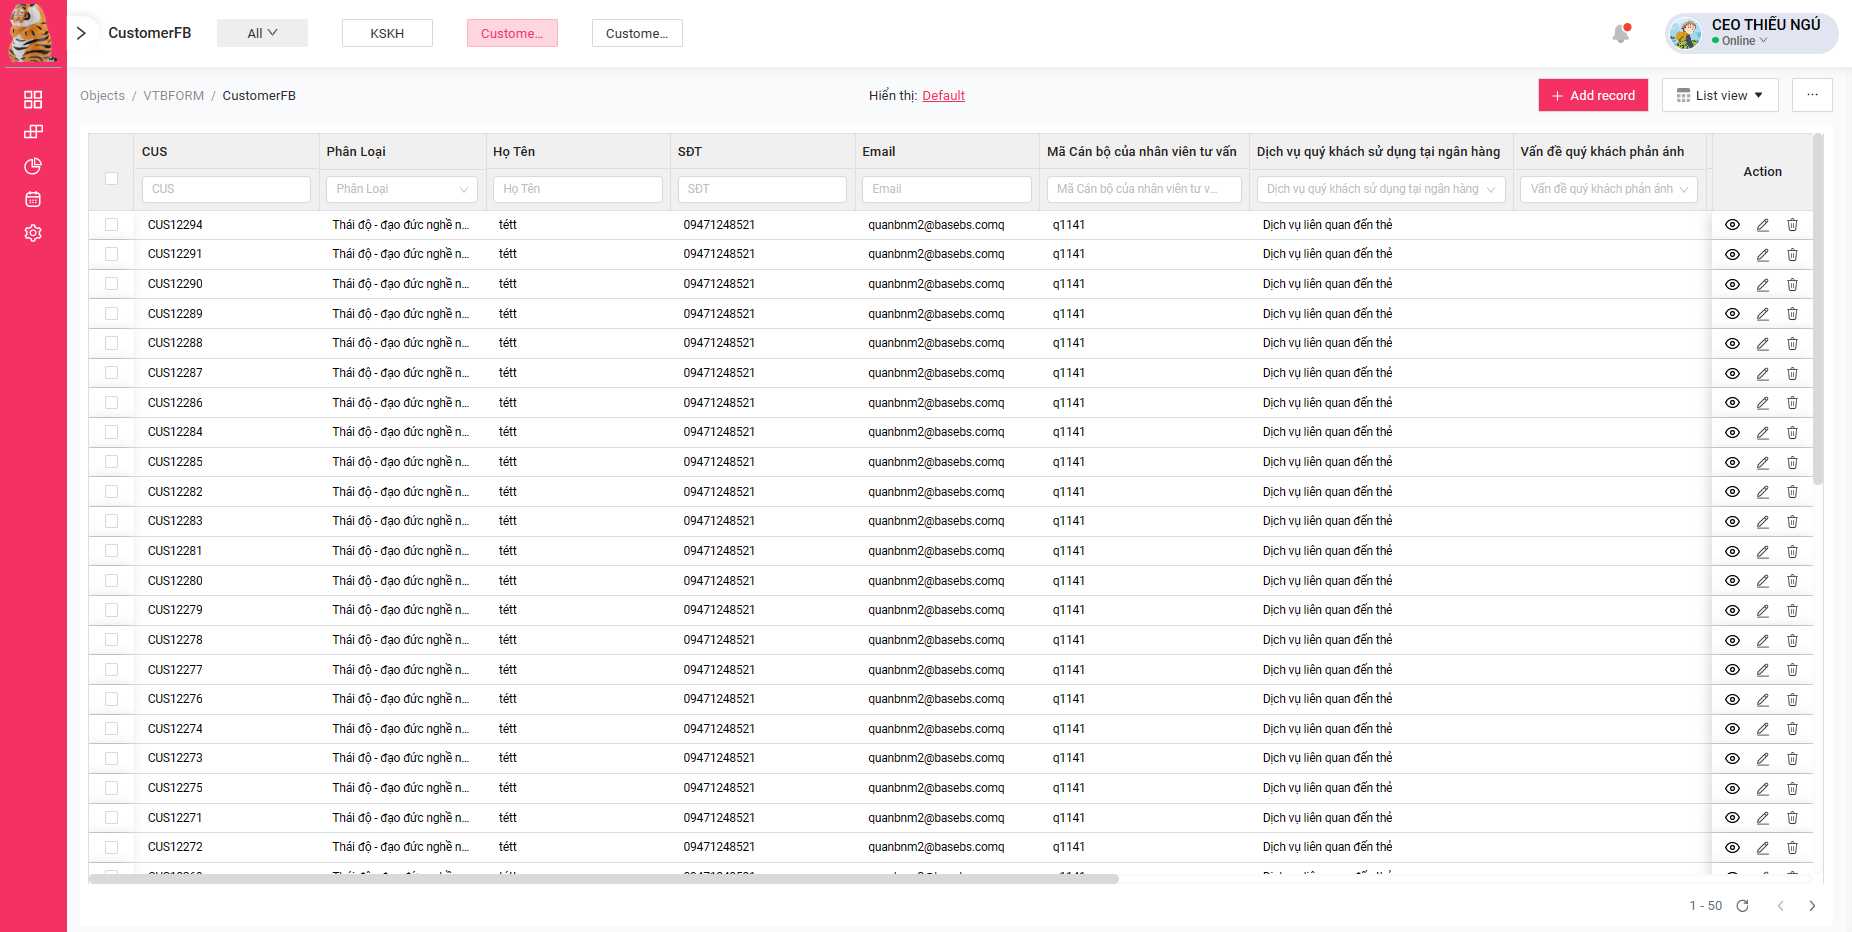 CustomerFB All KSKH Custome... Custome... CEO THIẾU NGỦ
Online
Objects / VTBFORM / CustomerFB Hiển thị: Default + Add record List view ...
CUS Phân Loại Họ Tên SĐT Email Mã Cán bộ của nhân viên tư vấn Dịch vụ quý khách sử dụng tại ngân hàng Vấn đề quý khách phản ánh Action
CUS Phân Loại Họ Tên SĐT Email Mã Cán bộ của nhân viên tư v... Dịch vụ quý khách sử dụng tại ngân hàng Vấn đề quý khách phản ánh
CUS12294 Thái độ - đạo đức nghề n... tétt 09471248521 quanbnm2@basebs.comq q1141 Dịch vụ liên quan đến thẻ
CUS12291 Thái độ - đạo đức nghề n... tétt 09471248521 quanbnm2@basebs.comq q1141 Dịch vụ liên quan đến thẻ
CUS12290 Thái độ - đạo đức nghề n... tétt 09471248521 quanbnm2@basebs.comq q1141 Dịch vụ liên quan đến thẻ
CUS12289 Thái độ - đạo đức nghề n... tétt 09471248521 quanbnm2@basebs.comq q1141 Dịch vụ liên quan đến thẻ
CUS12288 Thái độ - đạo đức nghề n... tétt 09471248521 quanbnm2@basebs.comq q1141 Dịch vụ liên quan đến thẻ
CUS12287 Thái độ - đạo đức nghề n... tétt 09471248521 quanbnm2@basebs.comq q1141 Dịch vụ liên quan đến thẻ
CUS12286 Thái độ - đạo đức nghề n... tétt 09471248521 quanbnm2@basebs.comq q1141 Dịch vụ liên quan đến thẻ
CUS12284 Thái độ - đạo đức nghề n... tétt 09471248521 quanbnm2@basebs.comq q1141 Dịch vụ liên quan đến thẻ
CUS12285 Thái độ - đạo đức nghề n... tétt 09471248521 quanbnm2@basebs.comq q1141 Dịch vụ liên quan đến thẻ
CUS12282 Thái độ - đạo đức nghề n... tétt 09471248521 quanbnm2@basebs.comq q1141 Dịch vụ liên quan đến thẻ
CUS12283 Thái độ - đạo đức nghề n... tétt 09471248521 quanbnm2@basebs.comq q1141 Dịch vụ liên quan đến thẻ
CUS12281 Thái độ - đạo đức nghề n... tétt 09471248521 quanbnm2@basebs.comq q1141 Dịch vụ liên quan đến thẻ
CUS12280 Thái độ - đạo đức nghề n... tétt 09471248521 quanbnm2@basebs.comq q1141 Dịch vụ liên quan đến thẻ
CUS12279 Thái độ - đạo đức nghề n... tétt 09471248521 quanbnm2@basebs.comq q1141 Dịch vụ liên quan đến thẻ
CUS12278 Thái độ - đạo đức nghề n... tétt 09471248521 quanbnm2@basebs.comq q1141 Dịch vụ liên quan đến thẻ
CUS12277 Thái độ - đạo đức nghề n... tétt 09471248521 quanbnm2@basebs.comq q1141 Dịch vụ liên quan đến thẻ
CUS12276 Thái độ - đạo đức nghề n... tétt 09471248521 quanbnm2@basebs.comq q1141 Dịch vụ liên quan đến thẻ
CUS12274 Thái độ - đạo đức nghề n... tétt 09471248521 quanbnm2@basebs.comq q1141 Dịch vụ liên quan đến thẻ
CUS12273 Thái độ - đạo đức nghề n... tétt 09471248521 quanbnm2@basebs.comq q1141 Dịch vụ liên quan đến thẻ
CUS12275 Thái độ - đạo đức nghề n... tétt 09471248521 quanbnm2@basebs.comq q1141 Dịch vụ liên quan đến thẻ
CUS12271 Thái độ - đạo đức nghề n... tétt 09471248521 quanbnm2@basebs.comq q1141 Dịch vụ liên quan đến thẻ
CUS12272 Thái độ - đạo đức nghề n... tétt 09471248521 quanbnm2@basebs.comq q1141 Dịch vụ liên quan đến thẻ
1 - 50